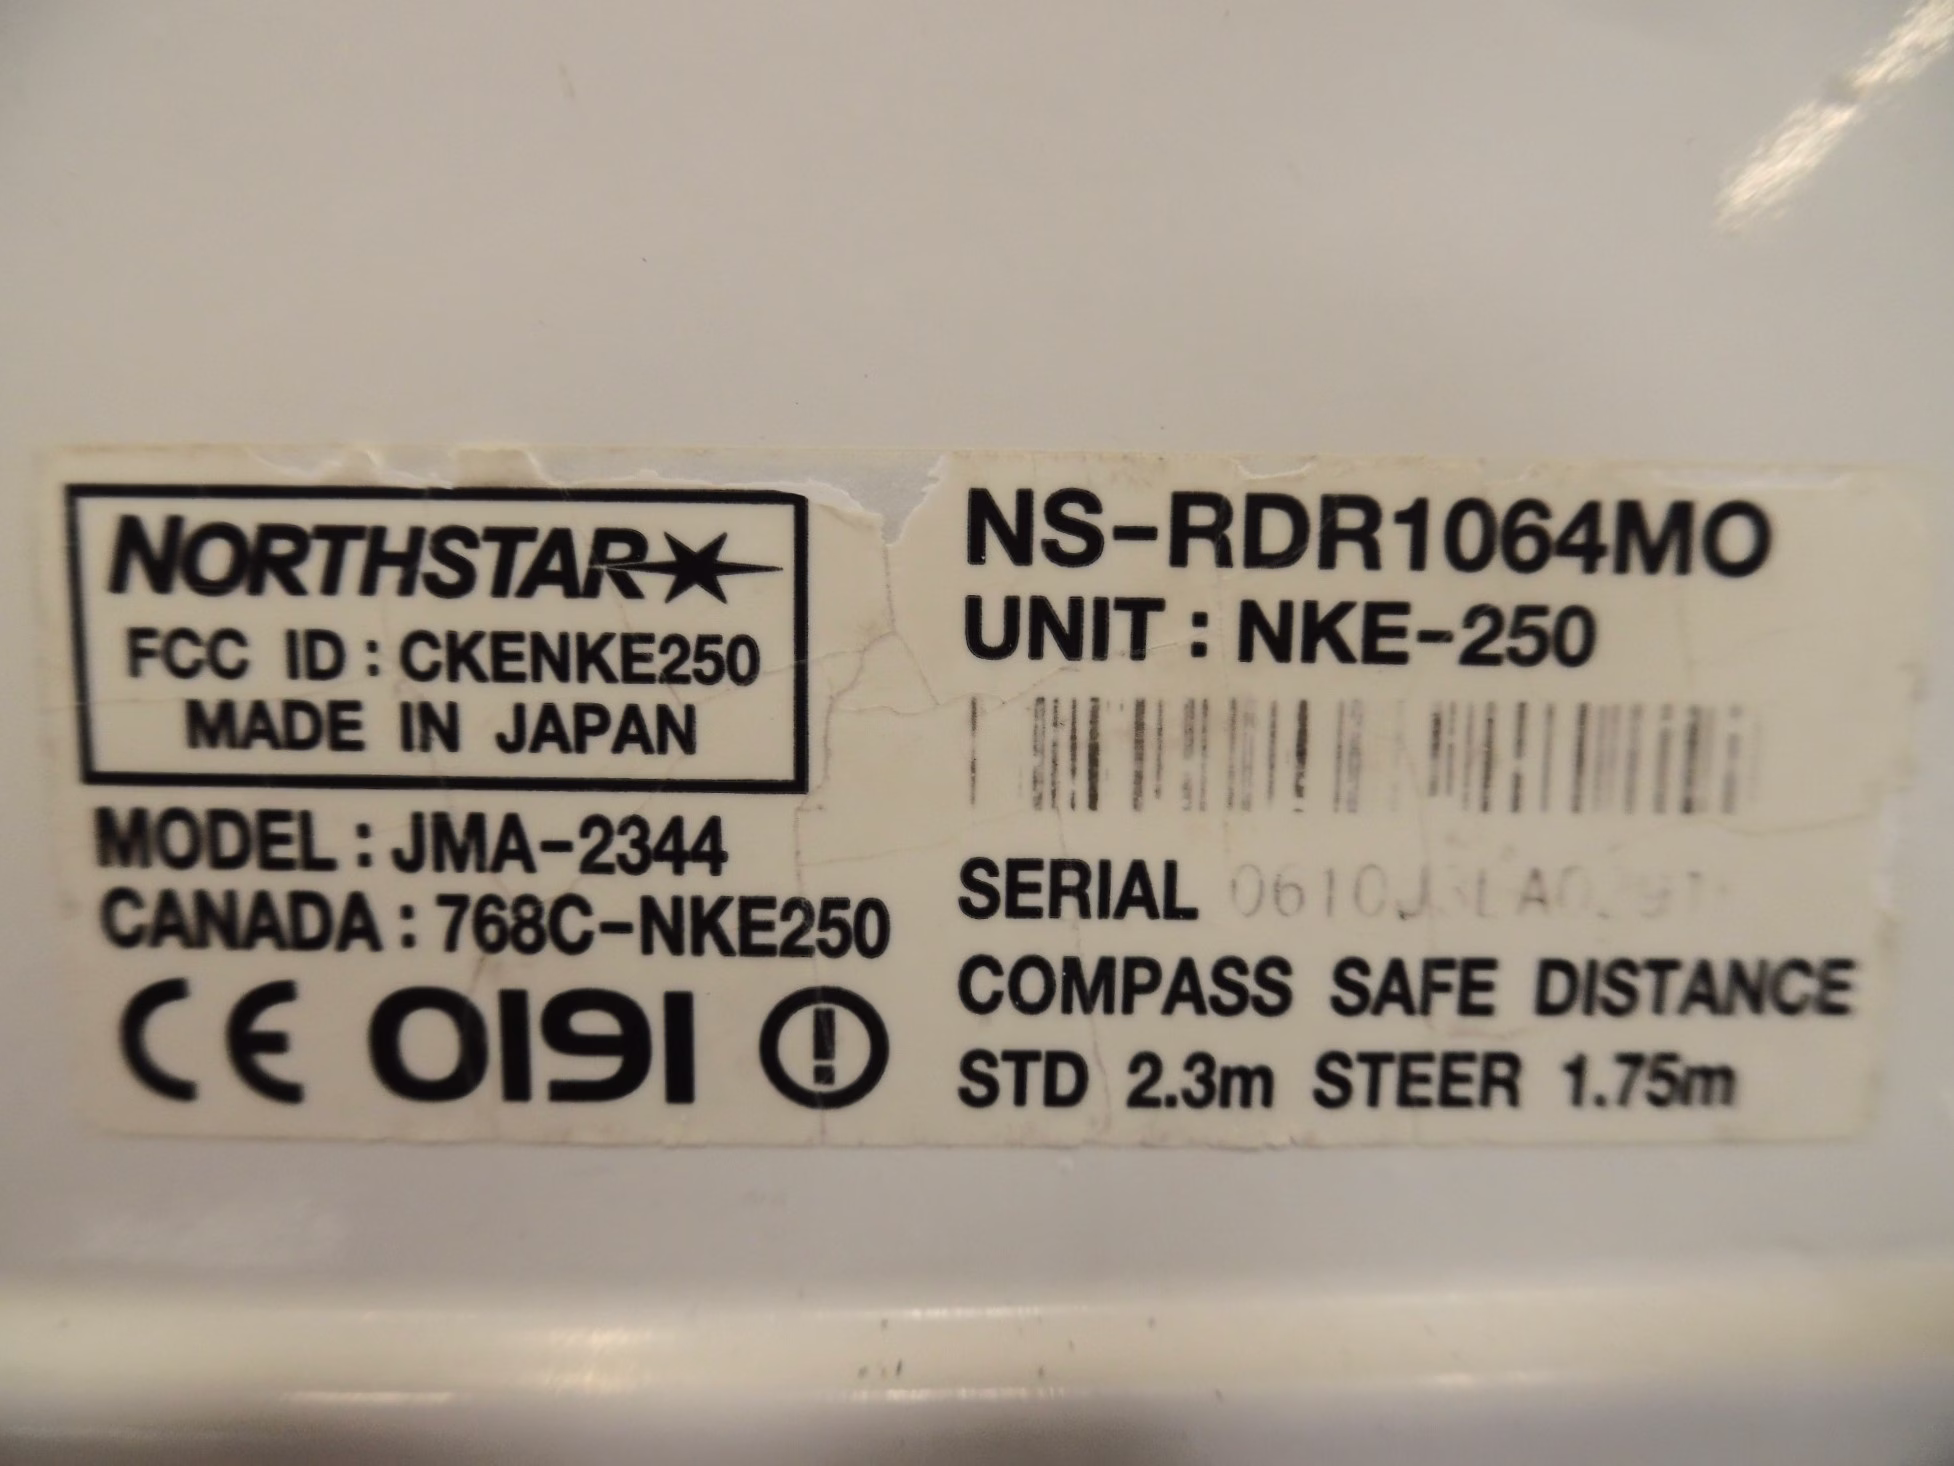 NORTHSTAR
FCC ID : CKENKE250
MADE IN JAPAN
MODEL : JMA-2344
CANADA : 768C-NKE250
CE 0191 !
NS-RDR1064MO
UNIT : NKE-250
SERIAL
COMPASS SAFE DISTANCE
STD 2.3m STEER 1.75m